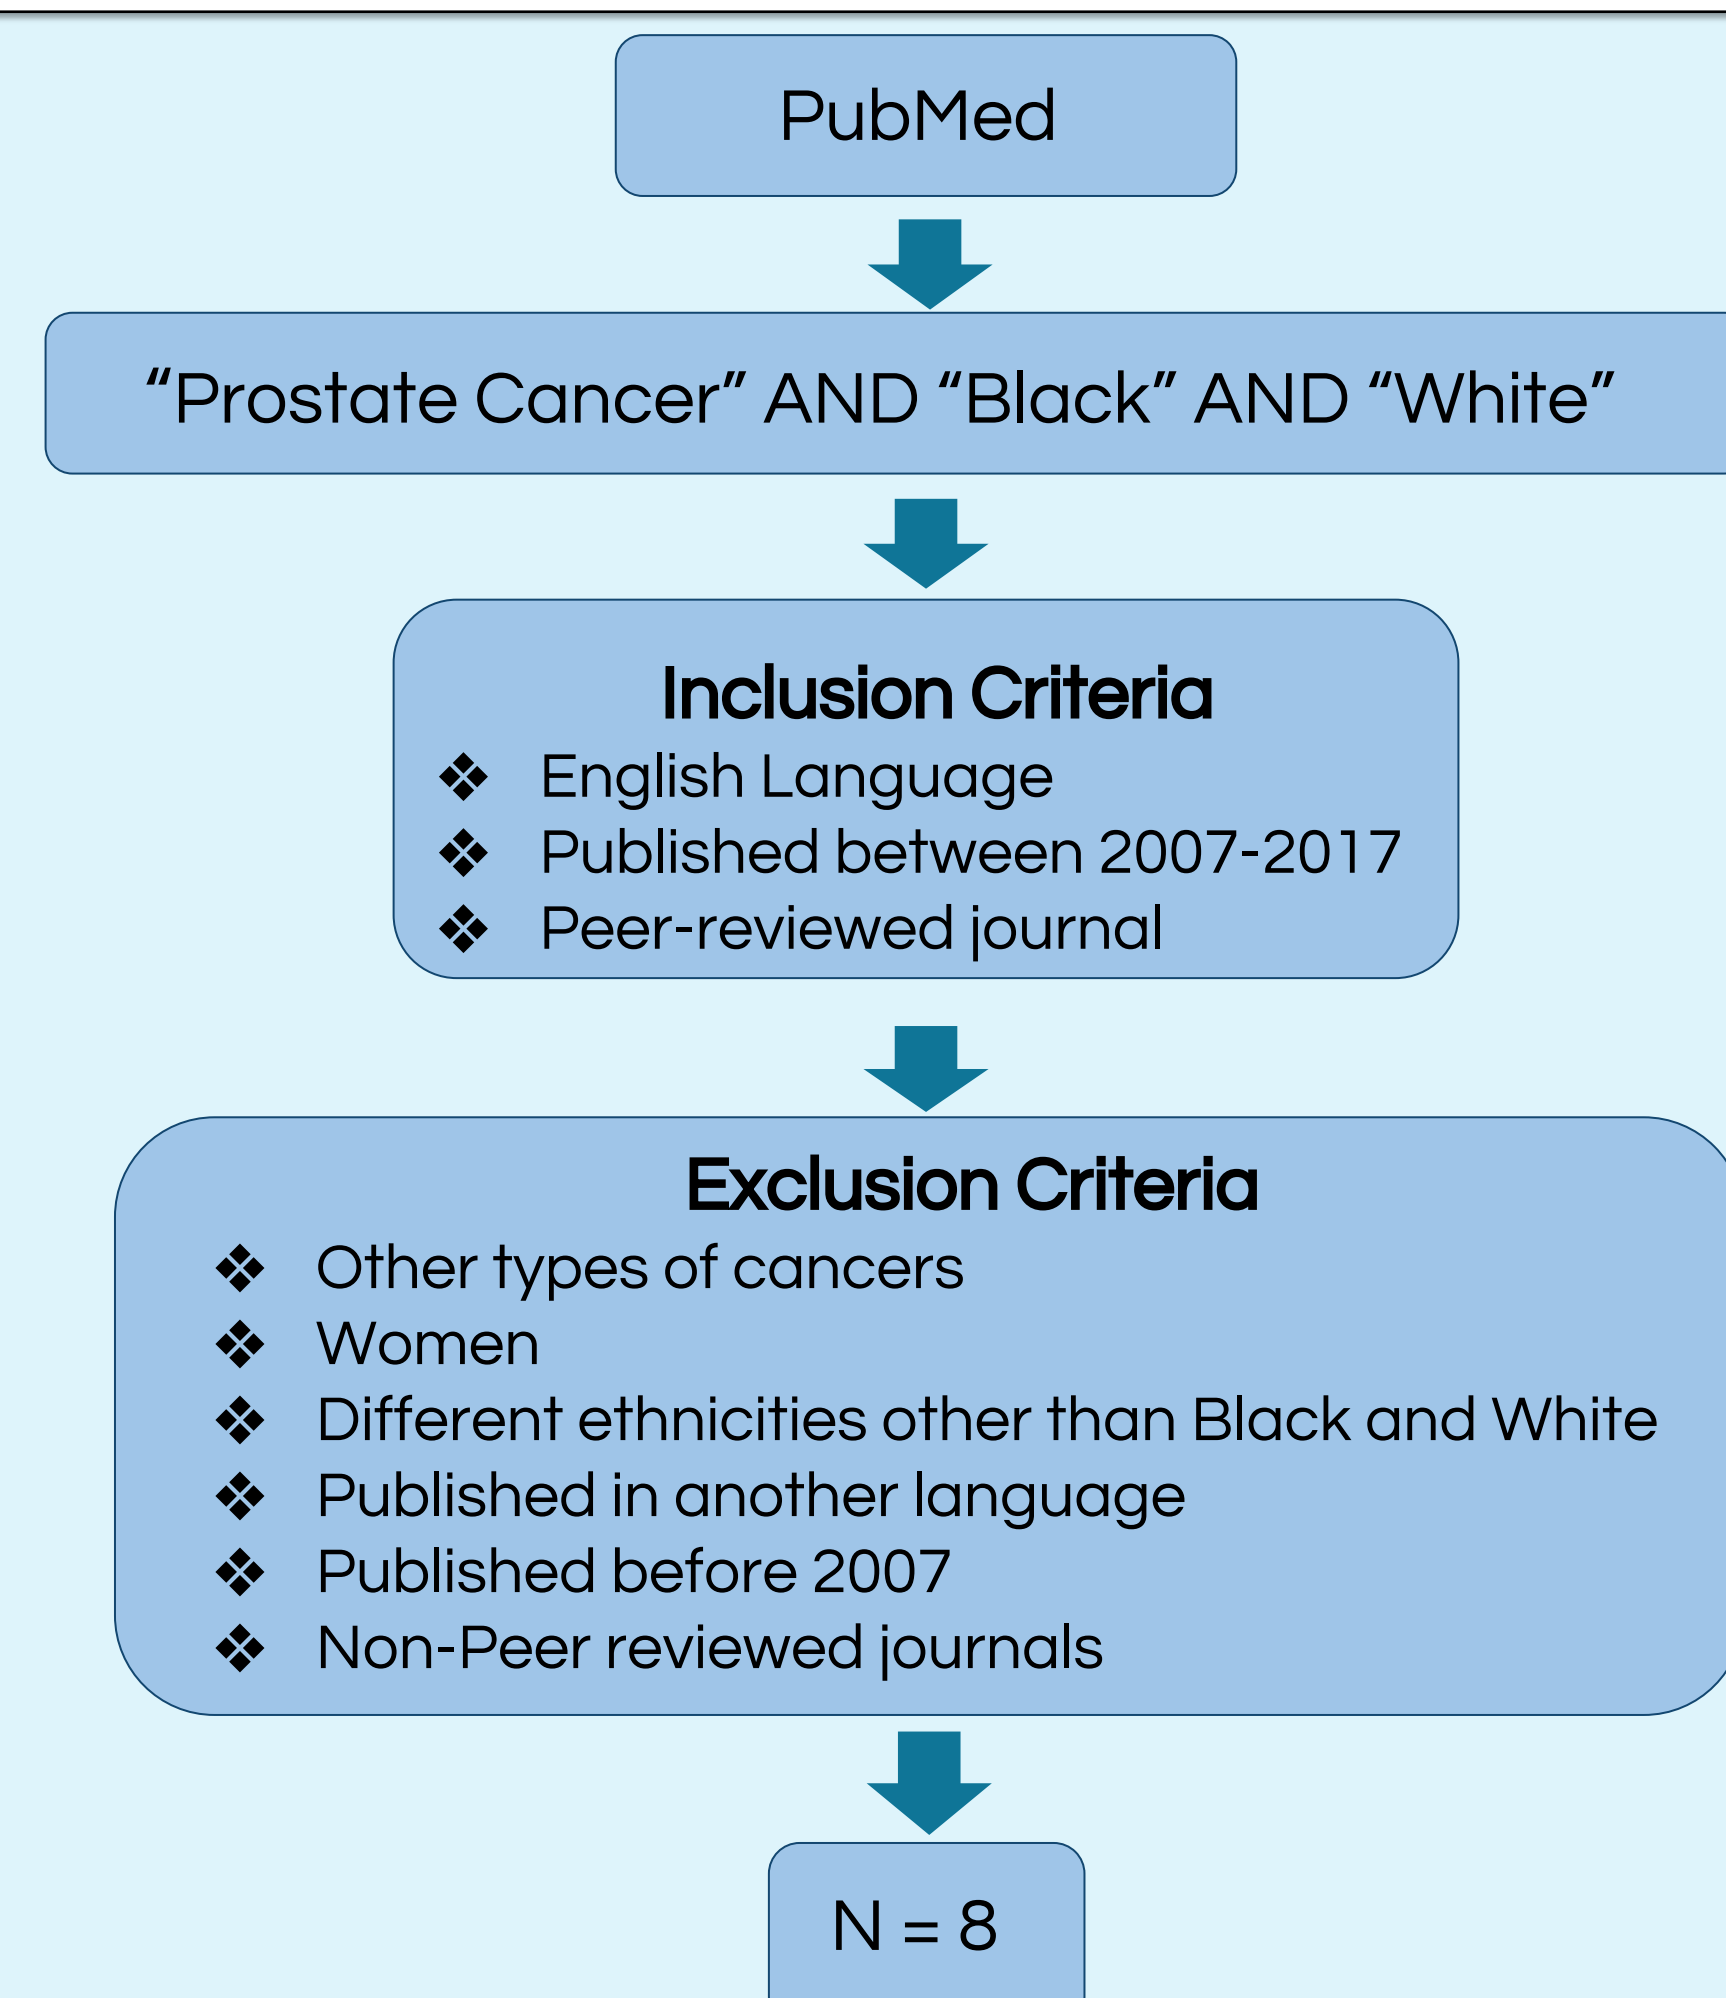 PubMed
“Prostate Cancer” AND “Black” AND “White”
Inclusion Criteria
❖ English Language
❖ Published between 2007-2017
❖ Peer-reviewed journal
Exclusion Criteria
❖ Other types of cancers
❖ Women
❖ Different ethnicities other than Black and White
❖ Published in another language
❖ Published before 2007
❖ Non-Peer reviewed journals
N = 8